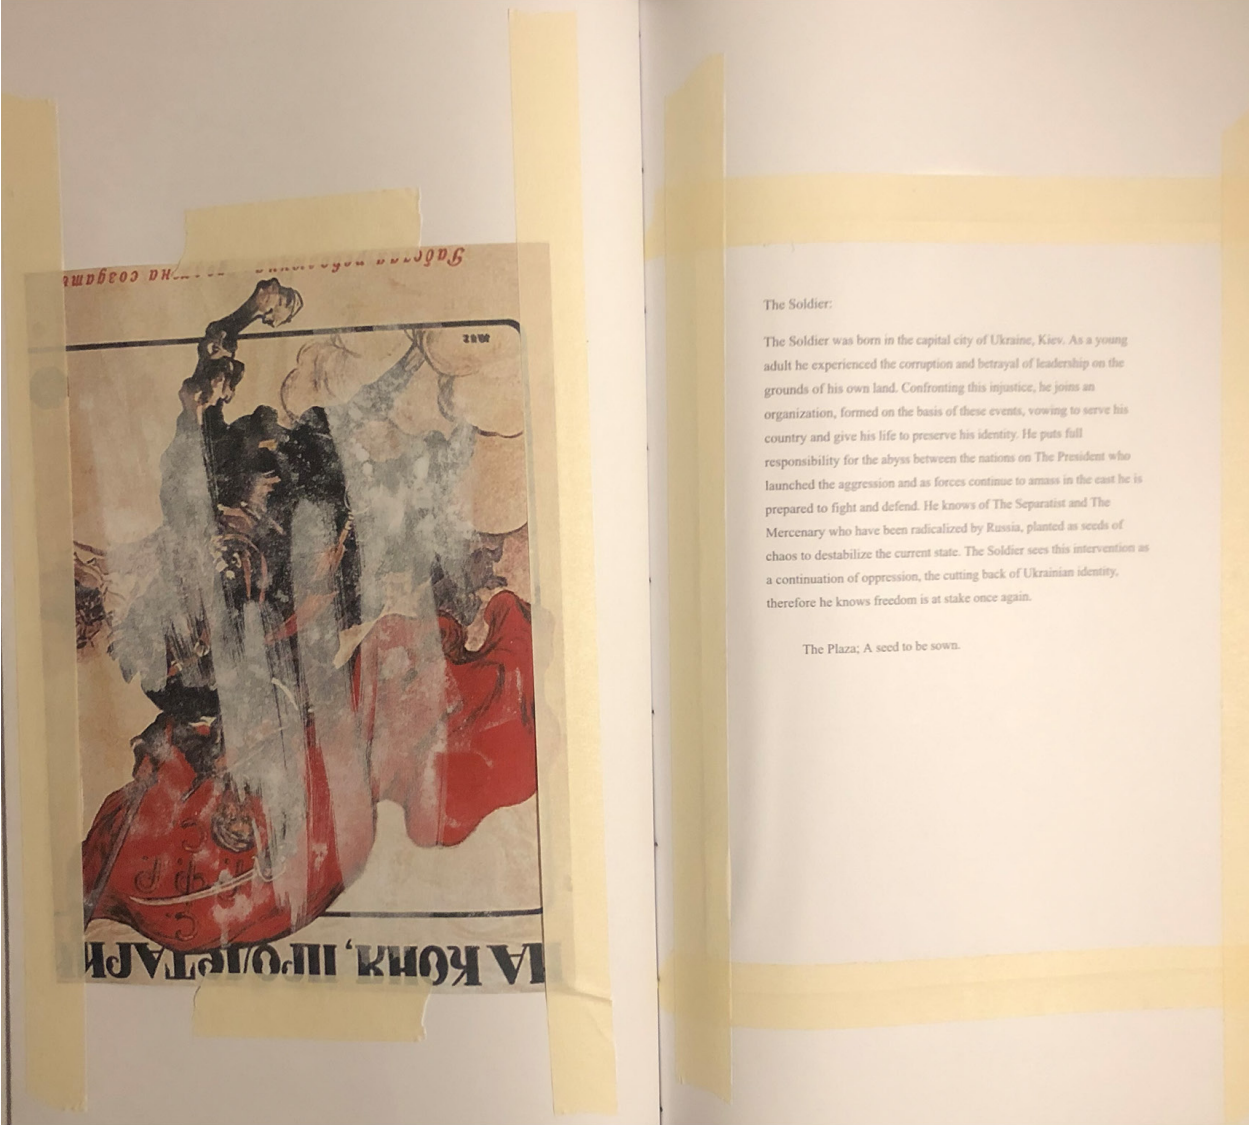 Рабочая
А КОНЯ, ПРОЛЕТАРИ
The Soldier:
The Soldier was born in the capital city of Ukraine, Kiev. As a young
adult he experienced the corruption and betrayal of leadership on the
grounds of his own land. Confronting this injustice, he joins an
organization, formed on the basis of these events, vowing to serve his
country and give his life to preserve his identity. He puts full
responsibility for the abyss between the nations on The President who
launched the aggression and as forces continue to amass in the east he is
prepared to fight and defend. He knows of The Separatist and The
Mercenary who have been radicalized by Russia, planted as seeds of
chaos to destabilize the current state. The Soldier sees this intervention as
a continuation of oppression, the cutting back of Ukrainian identity,
therefore he knows freedom is at stake once again.
The Plaza; A seed to be sown.